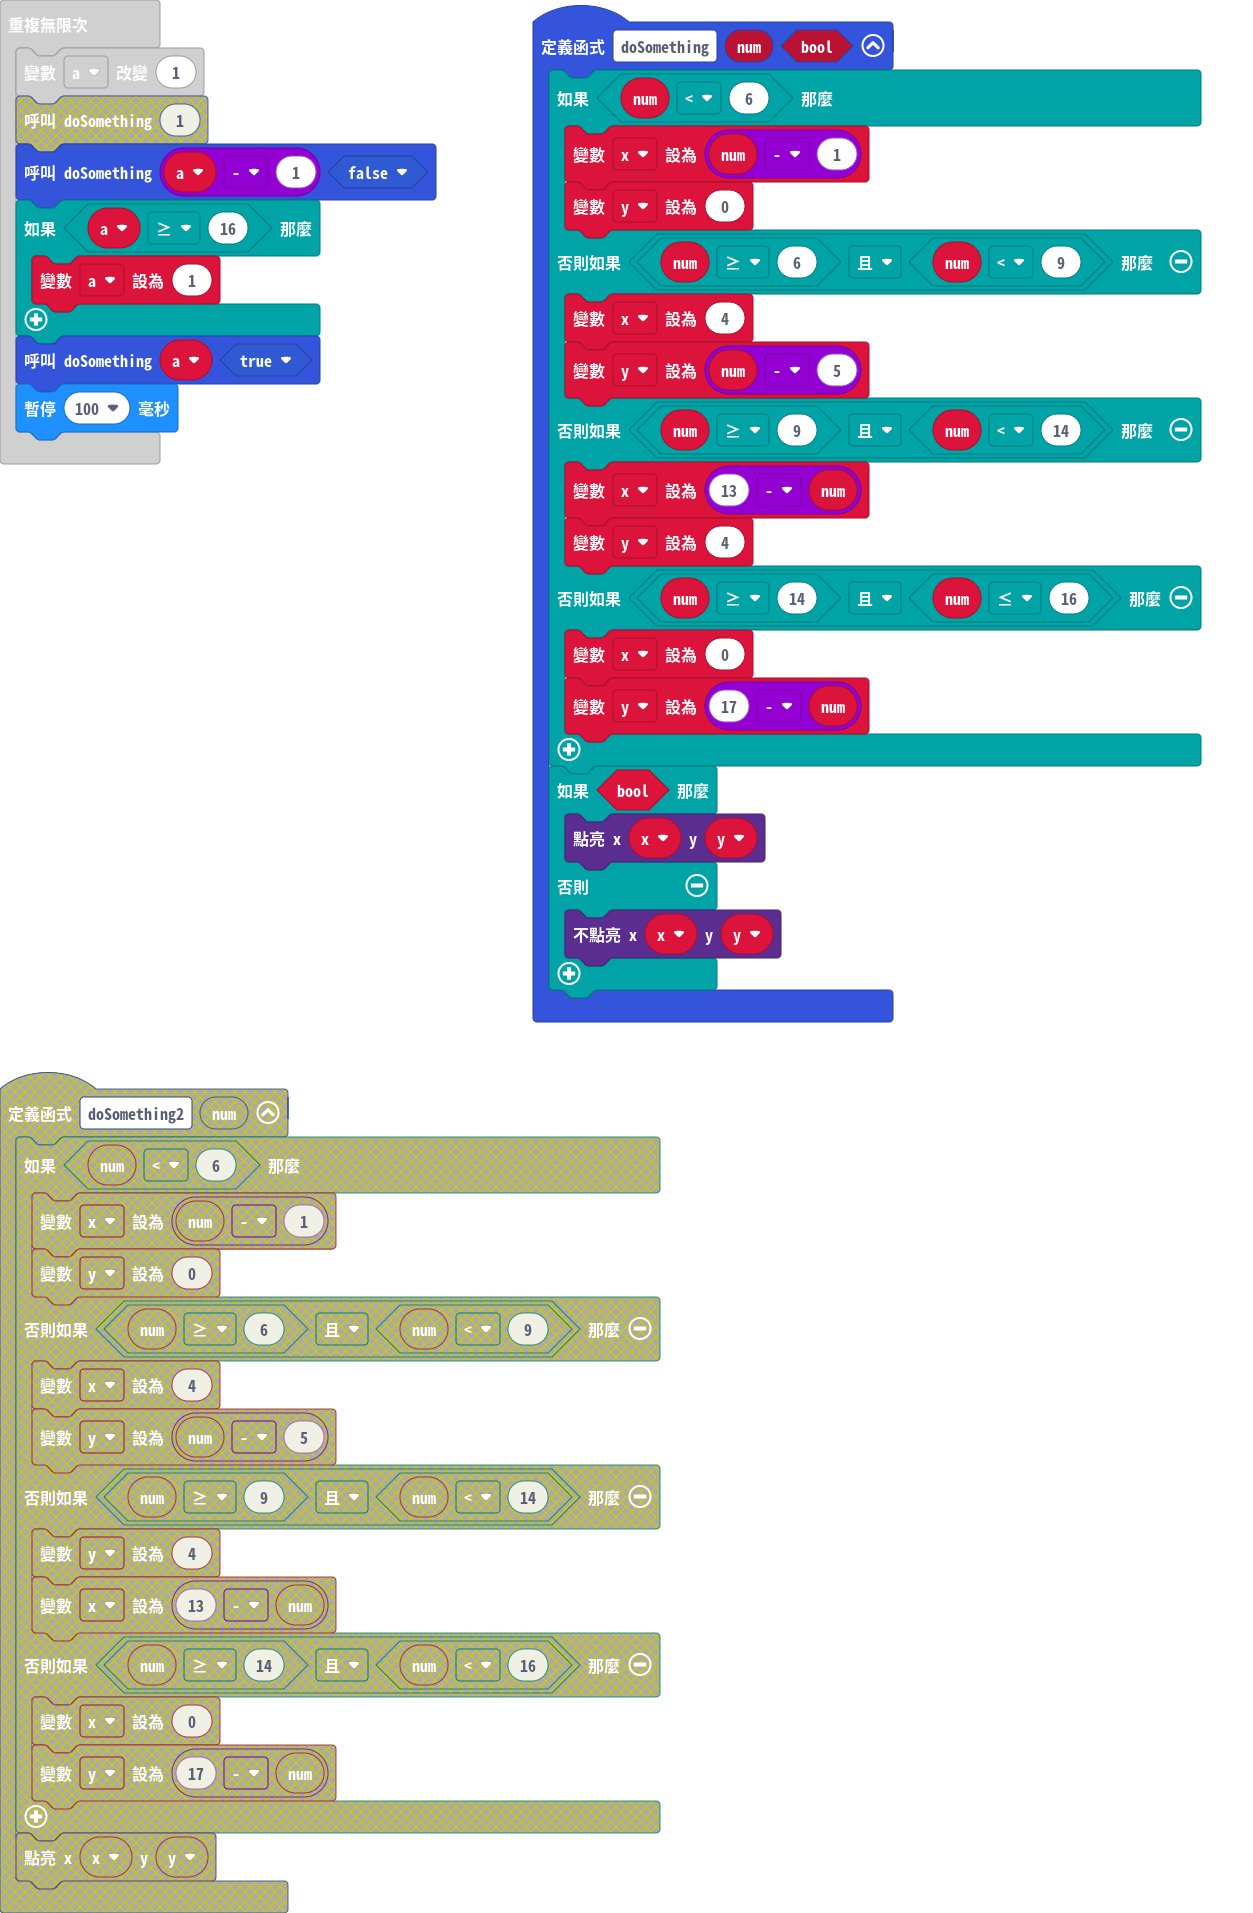 重複無限次
變數 a 改變 1
呼叫 doSomething 1
呼叫 doSomething a - 1 false
如果 a ≥ 16 那麼
變數 a 設為 1
呼叫 doSomething a true
暫停 100 毫秒
定義函式 doSomething num bool
如果 num < 6 那麼
變數 x 設為 num - 1
變數 y 設為 0
否則如果 num ≥ 6 且 num < 9 那麼
變數 x 設為 4
變數 y 設為 num - 5
否則如果 num ≥ 9 且 num < 14 那麼
變數 x 設為 13 - num
變數 y 設為 4
否則如果 num ≥ 14 且 num ≤ 16 那麼
變數 x 設為 0
變數 y 設為 17 - num
如果 bool 那麼
點亮 x x y y
否則
不點亮 x x y y
定義函式 doSomething2 num
如果 num < 6 那麼
變數 x 設為 num - 1
變數 y 設為 0
否則如果 num ≥ 6 且 num < 9 那麼
變數 x 設為 4
變數 y 設為 num - 5
否則如果 num ≥ 9 且 num < 14 那麼
變數 y 設為 4
變數 x 設為 13 - num
否則如果 num ≥ 14 且 num < 16 那麼
變數 x 設為 0
變數 y 設為 17 - num
點亮 x x y y